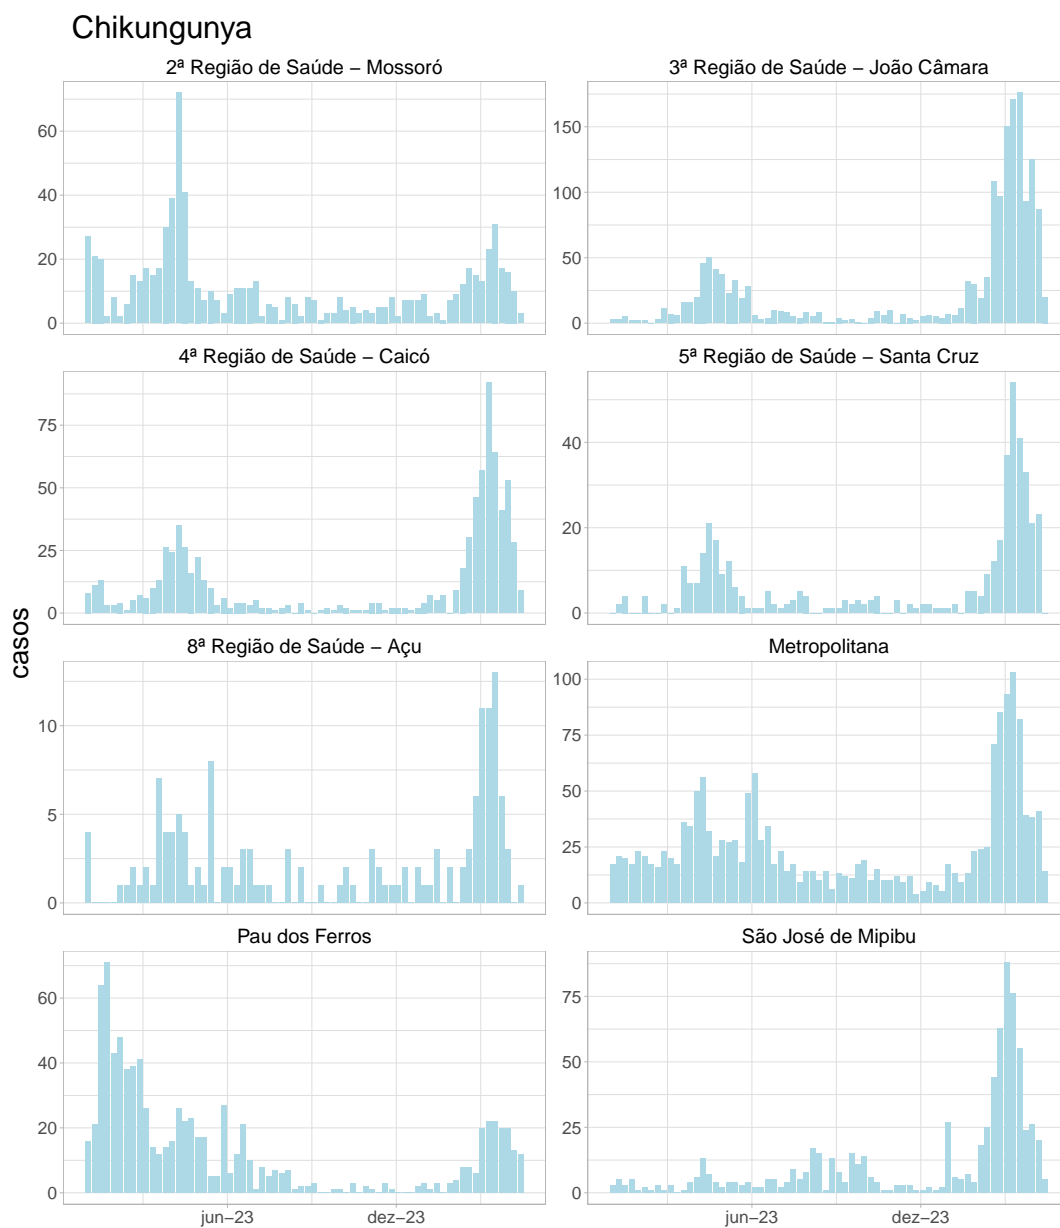 Chikungunya
2ª Região de Saúde – Mossoró
3ª Região de Saúde – João Câmara
60
40
20
0
150
100
50
0
4ª Região de Saúde – Caicó
5ª Região de Saúde – Santa Cruz
75
50
25
0
40
20
0
casos
8ª Região de Saúde – Açu
Metropolitana
10
5
0
100
75
50
25
0
Pau dos Ferros
São José de Mipibu
60
40
20
0
75
50
25
0
jun–23
dez–23
jun–23
dez–23